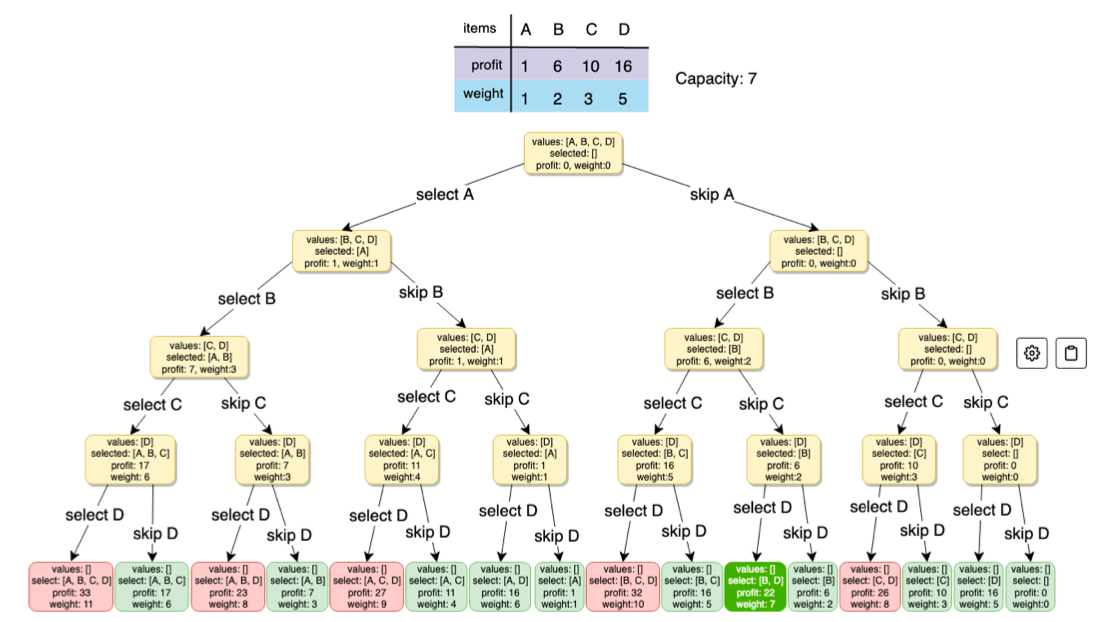 items A B C D
profit 1 6 10 16
weight 1 2 3 5
Capacity: 7
values: [A, B, C, D]
selected: []
profit: 0, weight:0
select A
skip A
values: [B, C, D]
selected: [A]
profit: 1, weight:1
values: [B, C, D]
selected: []
profit: 0, weight:0
select B
skip B
select B
skip B
values: [C, D]
selected: [A, B]
profit: 7, weight:3
values: [C, D]
selected: [A]
profit: 1, weight:1
values: [C, D]
selected: [B]
profit: 6, weight:2
values: [C, D]
selected: []
profit: 0, weight:0
select C
skip C
select C
skip C
select C
skip C
select C
skip C
values: [D]
selected: [A, B, C]
profit: 17
weight: 6
values: [D]
selected: [A, B]
profit: 7
weight:3
values: [D]
selected: [A, C]
profit: 11
weight:4
values: [D]
selected: [A]
profit: 1
weight:1
values: [D]
selected: [B, C]
profit: 16
weight:5
values: [D]
selected: [B]
profit: 6
weight:2
values: [D]
selected: [C]
profit: 10
weight:3
values: [D]
select: []
profit: 0
weight:0
select D
skip D
select D
skip D
select D
skip D
select D
skip D
select D
skip D
select D
skip D
select D
skip D
select D
skip D
values: []
select: [A, B, C, D]
profit: 33
weight: 11
values: []
select: [A, B, C]
profit: 17
weight: 6
values: []
select: [A, B, D]
profit: 23
weight: 8
values: []
select: [A, B]
profit: 7
weight: 3
values: []
select: [A, C, D]
profit: 27
weight: 9
values: []
select: [A, C]
profit: 11
weight: 4
values: []
select: [A, D]
profit: 16
weight: 6
values: []
select: [A]
profit: 1
weight:1
values: []
select: [B, C, D]
profit: 32
weight:10
values: []
select: [B, C]
profit: 16
weight: 5
values: []
select: [B, D]
profit: 22
weight: 7
values: []
select: [B]
profit: 6
weight: 2
values: []
select: [C, D]
profit: 26
weight: 8
values: []
select: [C]
profit: 10
weight: 3
values: []
select: [D]
profit: 16
weight: 5
values: []
select: []
profit: 0
weight:0